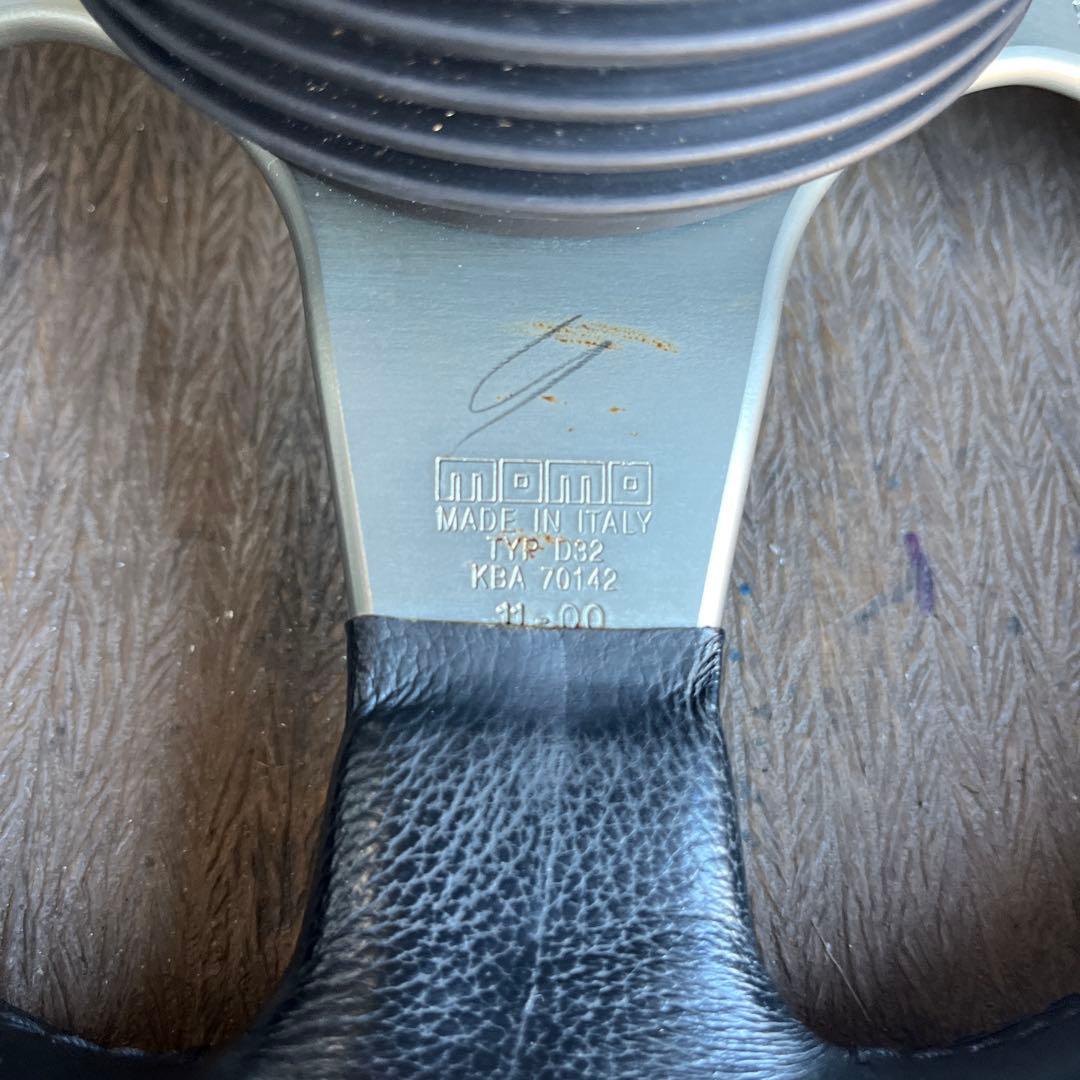 momo
MADE IN ITALY
TYP D32
KBA 70142
11-00